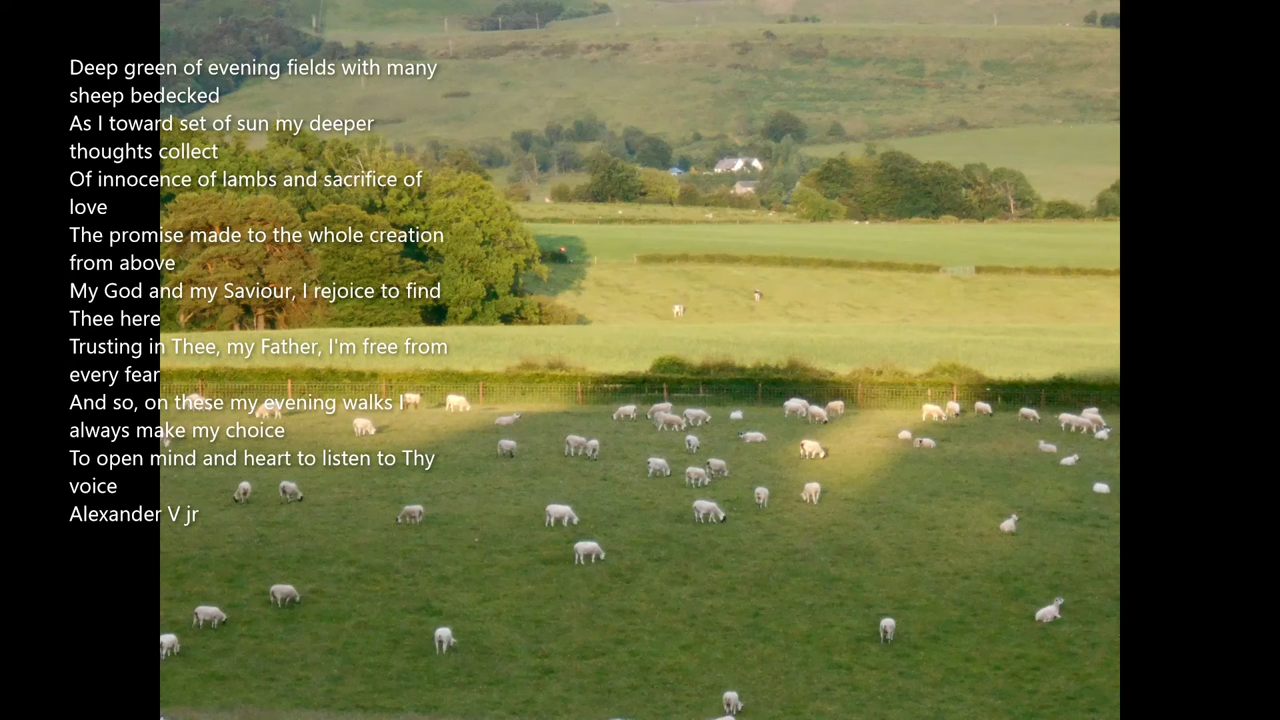 Deep green of evening fields with many
sheep bedecked
As I toward set of sun my deeper
thoughts collect
Of innocence of lambs and sacrifice of
love
The promise made to the whole creation
from above
My God and my Saviour, I rejoice to find
Thee here
Trusting in Thee, my Father, I'm free from
every fear
And so, on these my evening walks I
always make my choice
To open mind and heart to listen to Thy
voice
Alexander V jr